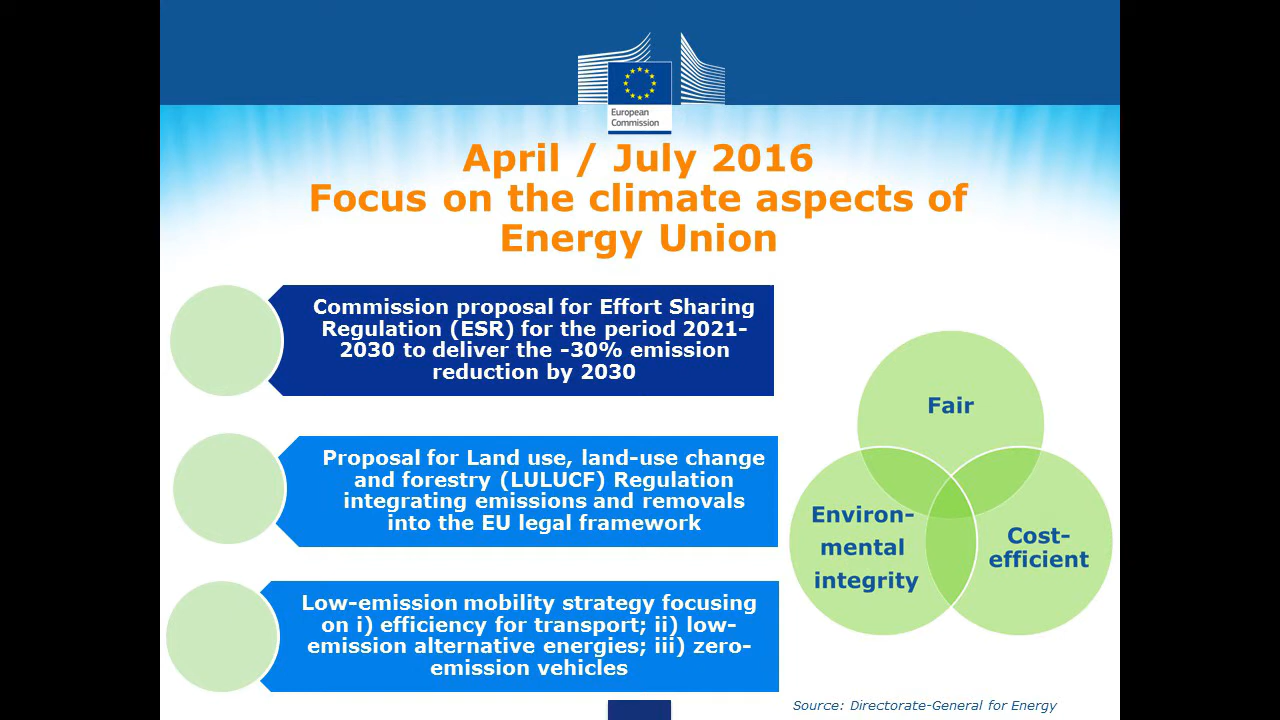 European
Commission
April / July 2016
Focus on the climate aspects of
Energy Union
Commission proposal for Effort Sharing
Regulation (ESR) for the period 2021-
2030 to deliver the -30% emission
reduction by 2030
Proposal for Land use, land-use change
and forestry (LULUCF) Regulation
integrating emissions and removals
into the EU legal framework
Low-emission mobility strategy focusing
on i) efficiency for transport; ii) low-
emission alternative energies; iii) zero-
emission vehicles
Fair
Environ-
mental
integrity
Cost-
efficient
Source: Directorate-General for Energy